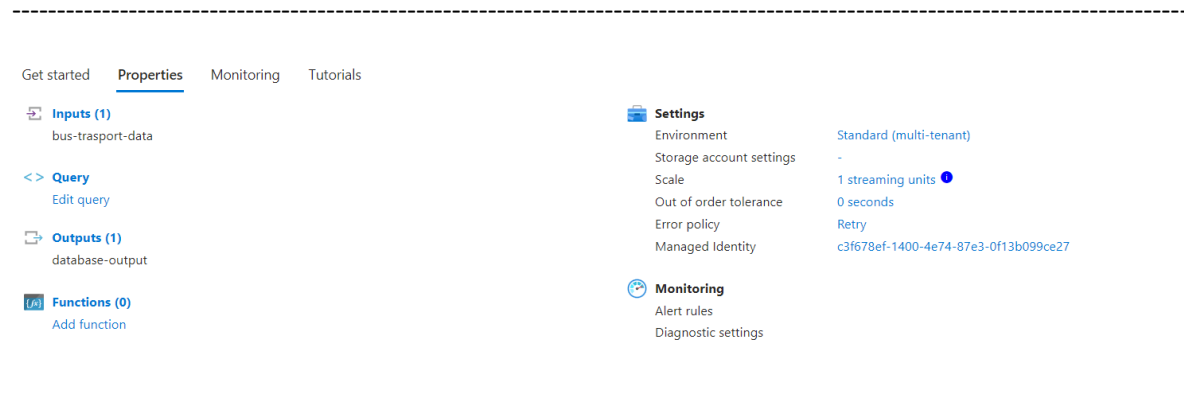 Get started Properties Monitoring Tutorials
Inputs (1)
bus-trasport-data
Query
Edit query
Outputs (1)
database-output
Functions (0)
Add function
Settings
Environment Standard (multi-tenant)
Storage account settings -
Scale 1 streaming units
Out of order tolerance 0 seconds
Error policy Retry
Managed Identity c3f678ef-1400-4e74-87e3-0f13b099ce27
Monitoring
Alert rules
Diagnostic settings